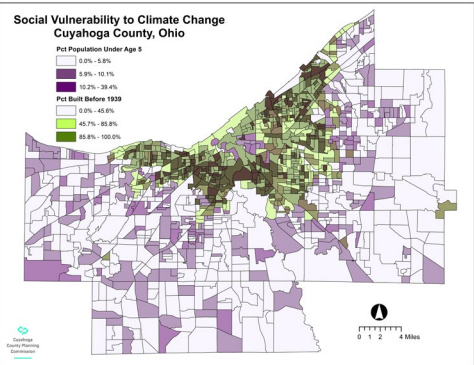 Social Vulnerability to Climate Change
Cuyahoga County, Ohio
Pct Population Under Age 5
0.0% - 5.8%
5.9% - 10.1%
10.2% - 39.4%
Pct Built Before 1939
0.0% - 45.6%
45.7% - 85.8%
85.8% - 100.0%
0 1 2 4 Miles
Cuyahoga
County Planning
Commission